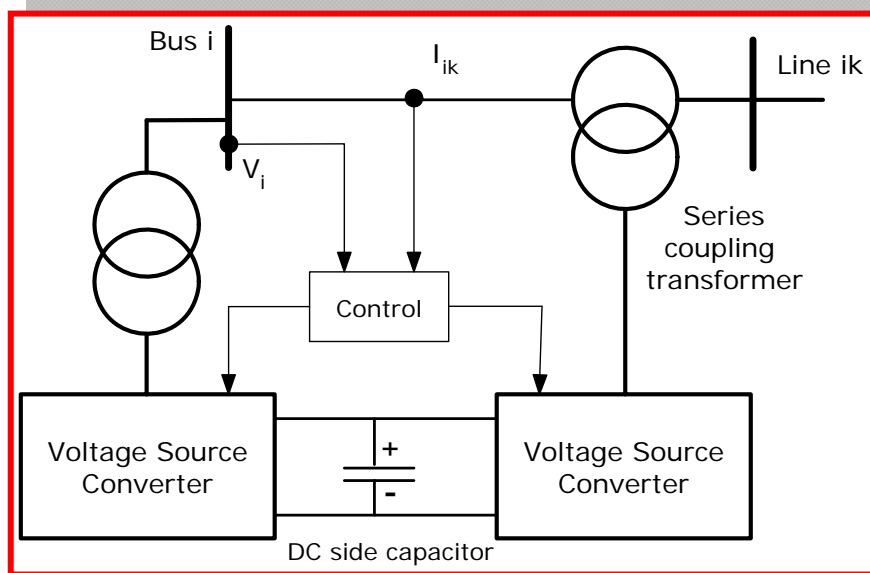 Bus i
I ik
Line ik
V i
Series
coupling
transformer
Control
Voltage Source
Converter
+
-
Voltage Source
Converter
DC side capacitor